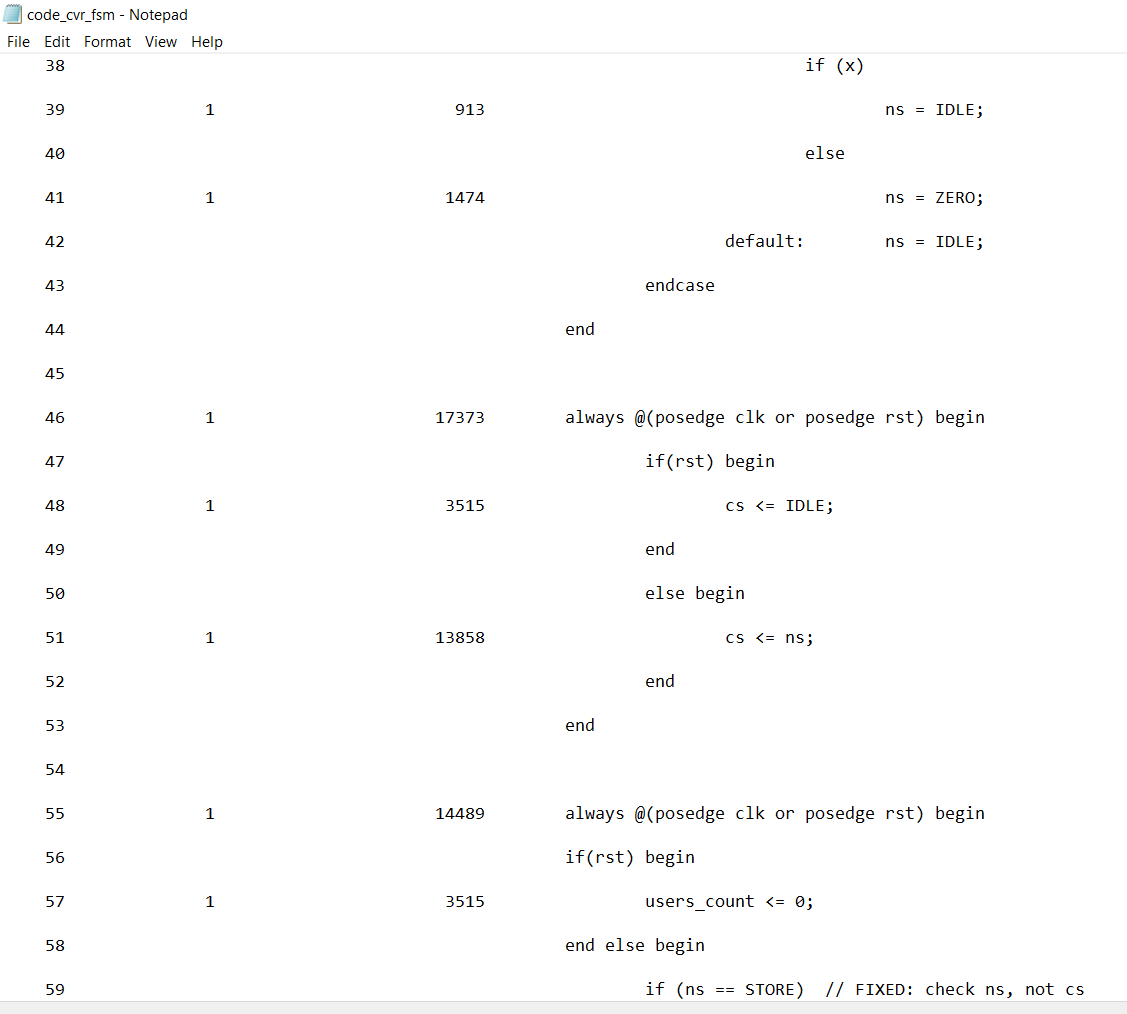 code_cvr_fsm - Notepad
File Edit Format View Help
38 if (x)
39 1 913 ns = IDLE;
40 else
41 1 1474 ns = ZERO;
42 default: ns = IDLE;
43 endcase
44 end
45
46 1 17373 always @(posedge clk or posedge rst) begin
47 if(rst) begin
48 1 3515 cs <= IDLE;
49 end
50 else begin
51 1 13858 cs <= ns;
52 end
53 end
54
55 1 14489 always @(posedge clk or posedge rst) begin
56 if(rst) begin
57 1 3515 users_count <= 0;
58 end else begin
59 if (ns == STORE) // FIXED: check ns, not cs